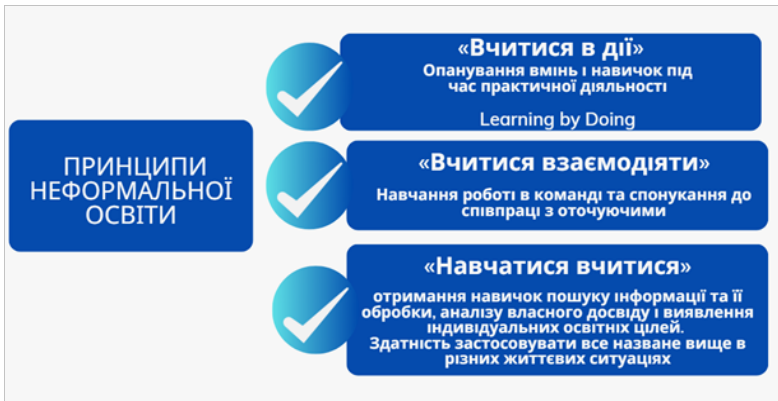 ПРИНЦИПИ
НЕФОРМАЛЬНОЇ
ОСВІТИ
«Вчитися в дії»
Опанування вмінь і навичок під
час практичної діяльності
Learning by Doing
«Вчитися взаємодіяти»
Навчання роботі в команді та спонукання до
співпраці з оточуючими
«Навчатися вчитися»
отримання навичок пошуку інформації та її
обробки, аналізу власного досвіду і виявлення
індивідуальних освітніх цілей.
Здатність застосовувати все назване вище в
різних життєвих ситуаціях